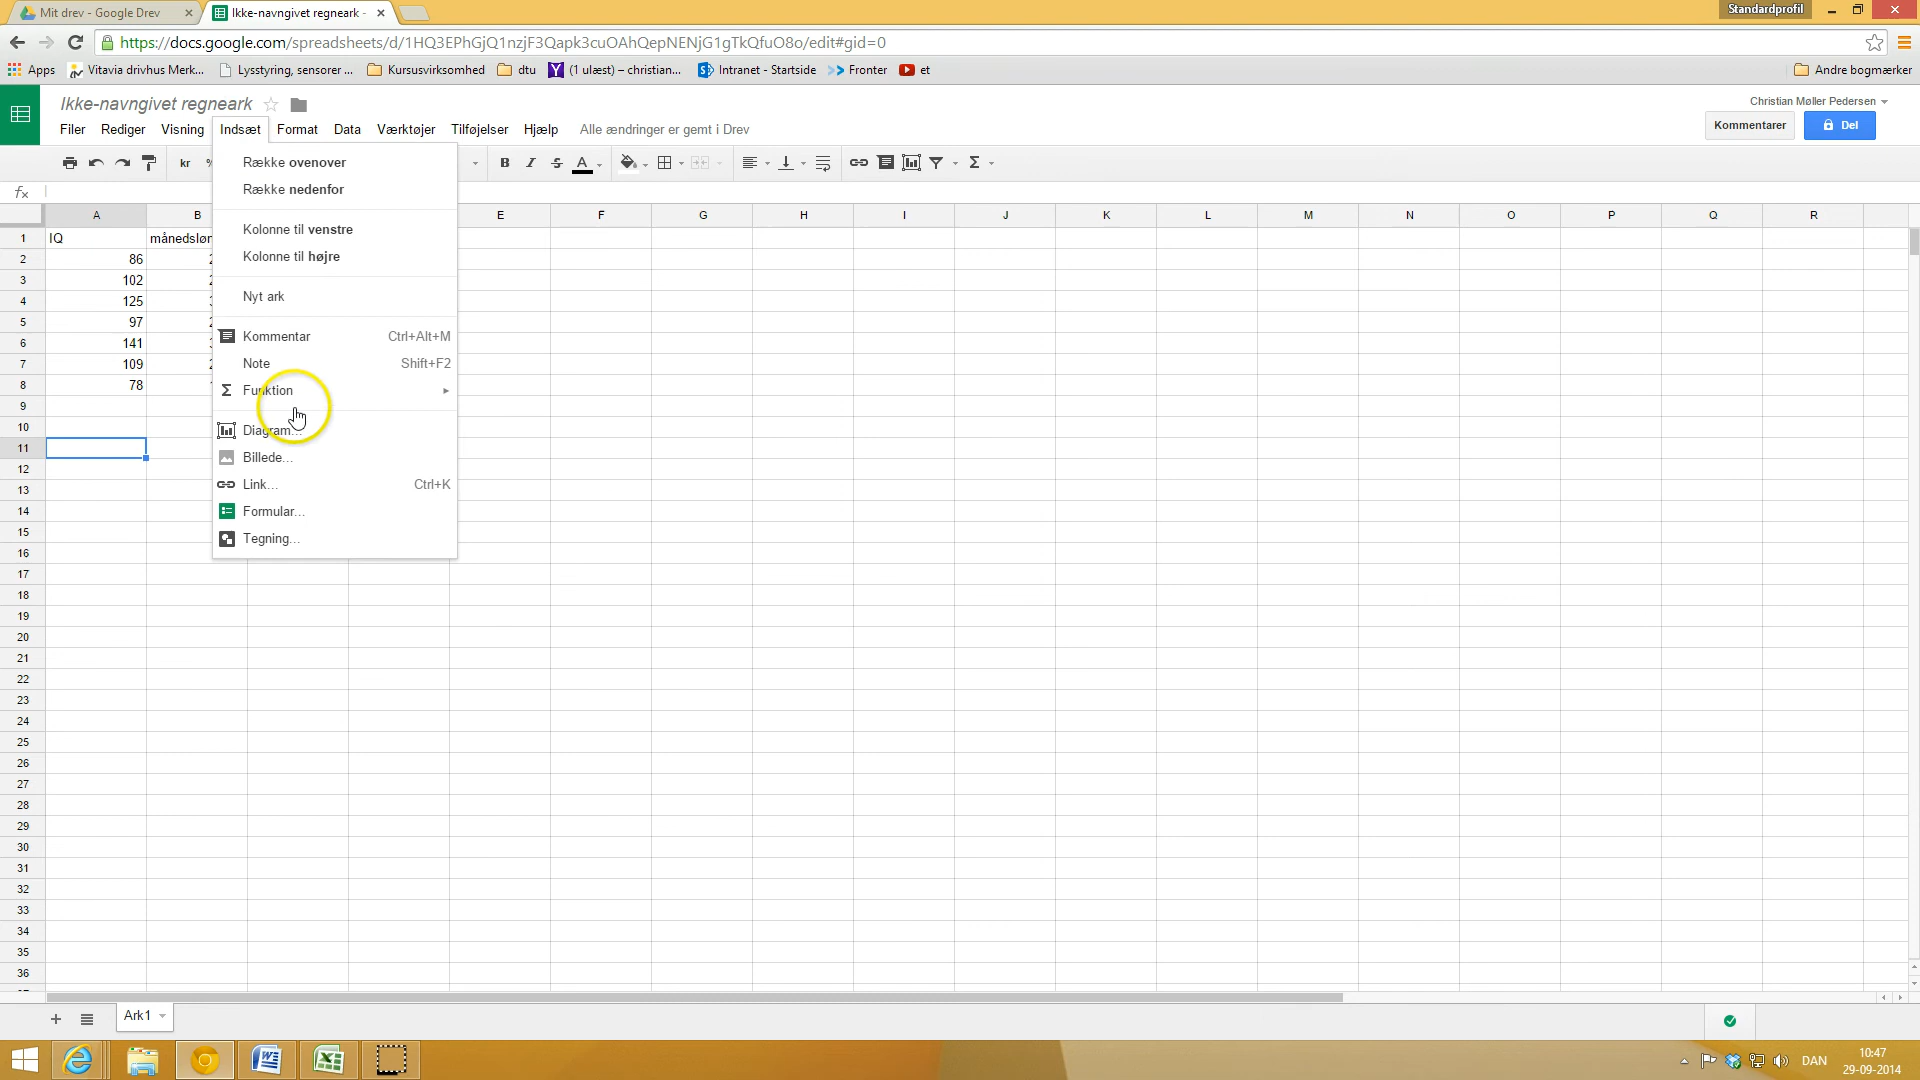 Mit drev - Google Drev
Ikke-navngivet regneark -
Standardprofil
https://docs.google.com/spreadsheets/d/1HQ3EPhGjQ1nzjF3Qapk3cuOAhQepNENjG1gTkQfuO8o/edit#gid=0
Apps Vitavia drivhus Merk... Lysstyring, sensorer ... Kursusvirksomhed dtu (1 ulæst) – christian... Intranet - Startside Fronter et Andre bogmærker
Ikke-navngivet regneark
Christian Møller Pedersen
Filer Rediger Visning Indsæt Format Data Værktøjer Tilføjelser Hjælp Alle ændringer er gemt i Drev
Kommentarer Del
kr % B I S A Σ
fx
A B E F G H I J K L M N O P Q R
1 IQ månedsløn
2 86
3 102
4 125
5 97
6 141
7 109
8 78
9
10
11
12
13
14
15
16
17
18
19
20
21
22
23
24
25
26
27
28
29
30
31
32
33
34
35
36
Række ovenover
Række nedenfor
Kolonne til venstre
Kolonne til højre
Nyt ark
Kommentar Ctrl+Alt+M
Note Shift+F2
Σ Funktion
Diagram...
Billede...
Link... Ctrl+K
Formular...
Tegning...
Ark1
DAN
10:47
29-09-2014